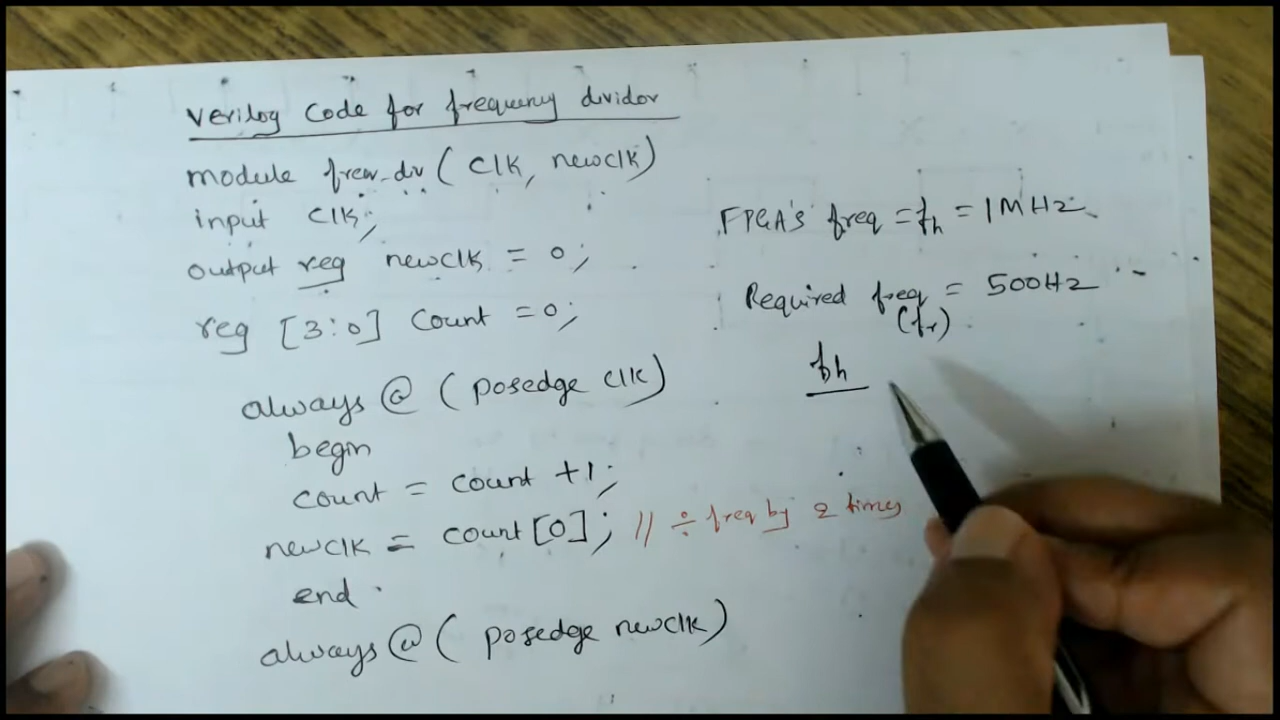 Verilog Code for frequency dividor
module freq_div ( clk, newclk)
input clk;
output reg newclk = 0;
reg [3:0] Count = 0;
always @ ( posedge clk)
begin
count = count +1;
newclk = count [0]; // ÷ freq by 2 times
end
always @ ( posedge newclk)
FPGA's freq = fh = 1MHz
Required freq = 500Hz
(fr)
fh